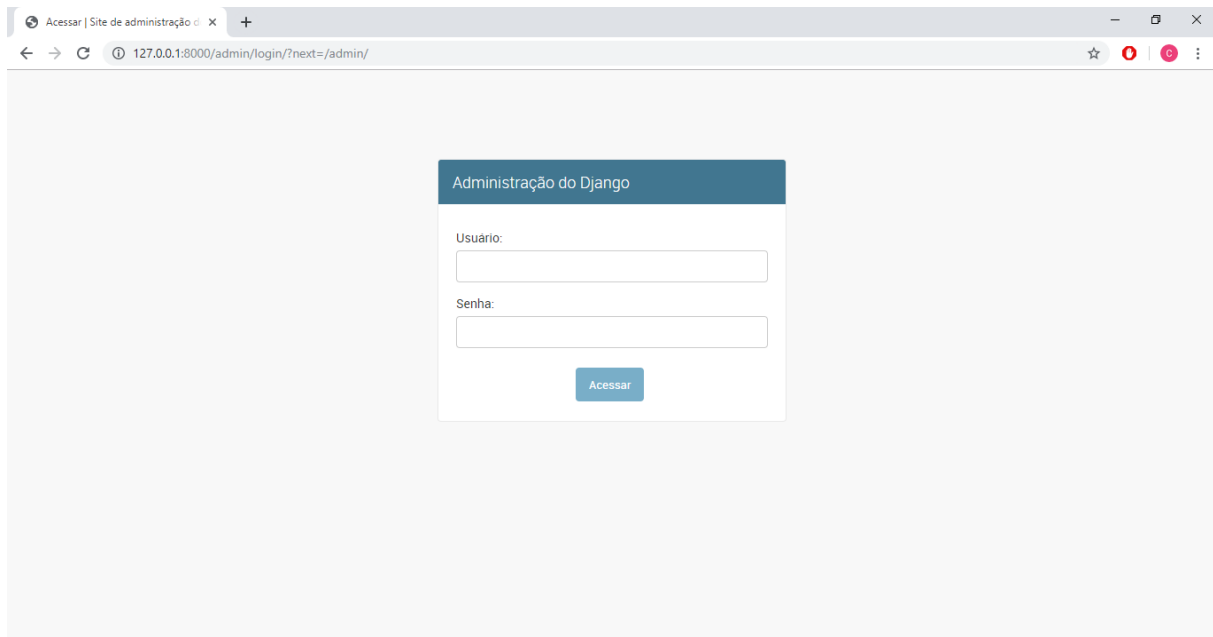 Acessar | Site de administração d
127.0.0.1:8000/admin/login/?next=/admin/
C
Administração do Django
Usuário:
Senha:
Acessar